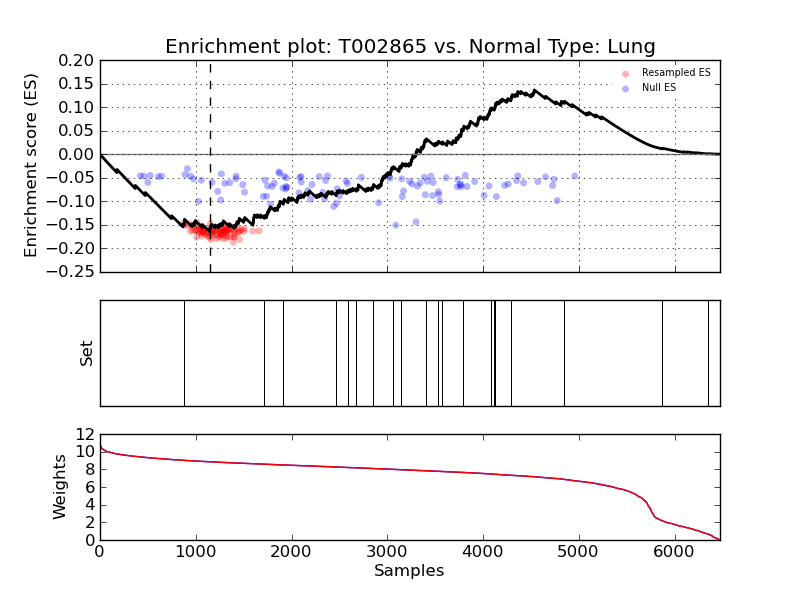 Enrichment plot: T002865 vs. Normal Type: Lung
Enrichment score (ES)
0.20
0.15
0.10
0.05
0.00
−0.05
−0.10
−0.15
−0.20
−0.25
Resampled ES
Null ES
Set
Weights
12
10
8
6
4
2
0
0 1000 2000 3000 4000 5000 6000
Samples